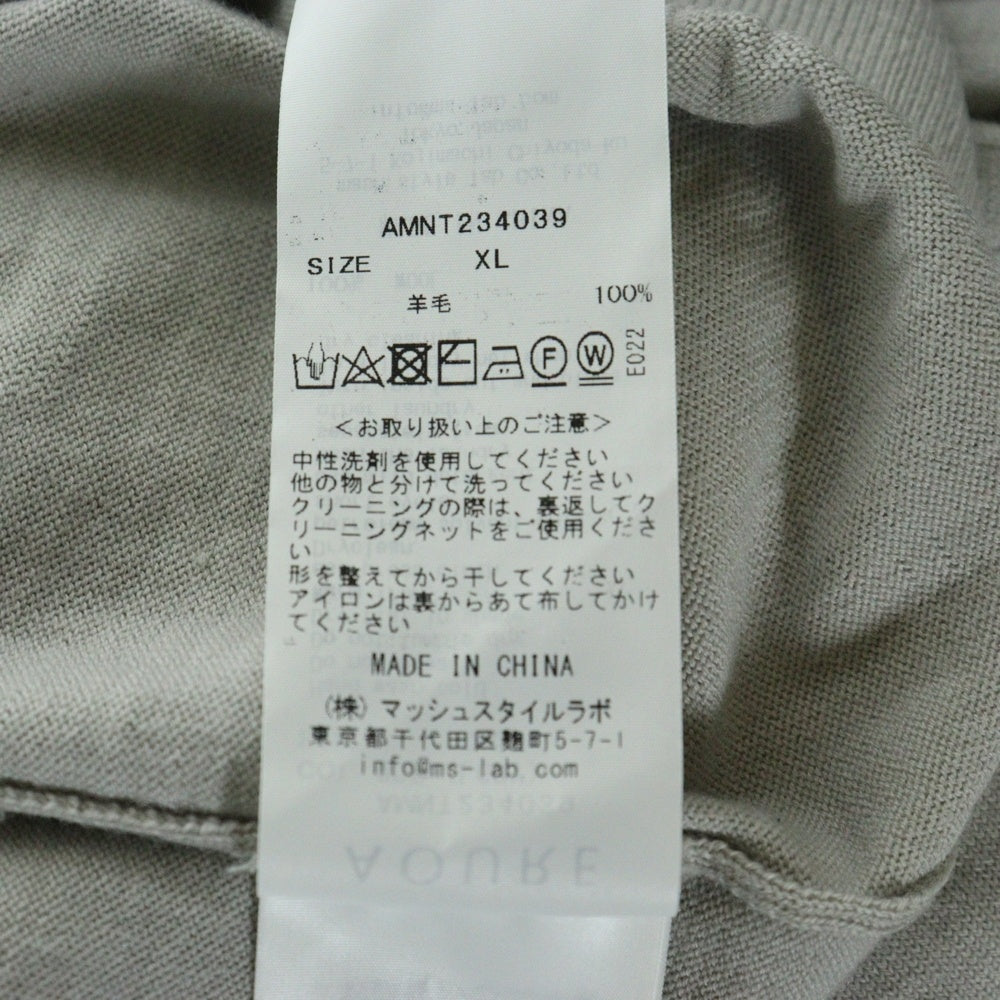 AMNT234039
SIZE XL
羊毛 100%
F W E022
<お取り扱い上のご注意>
中性洗剤を使用してください
他の物と分けて洗ってください
クリーニングの際は、裏返してク
リーニングネットをご使用くださ
い
形を整えてから干してください
アイロンは裏からあて布してかけ
てください
MADE IN CHINA
(株) マッシュスタイルラボ
東京都千代田区麹町5-7-1
info@ms-lab.com
AMNT234039
AOURE